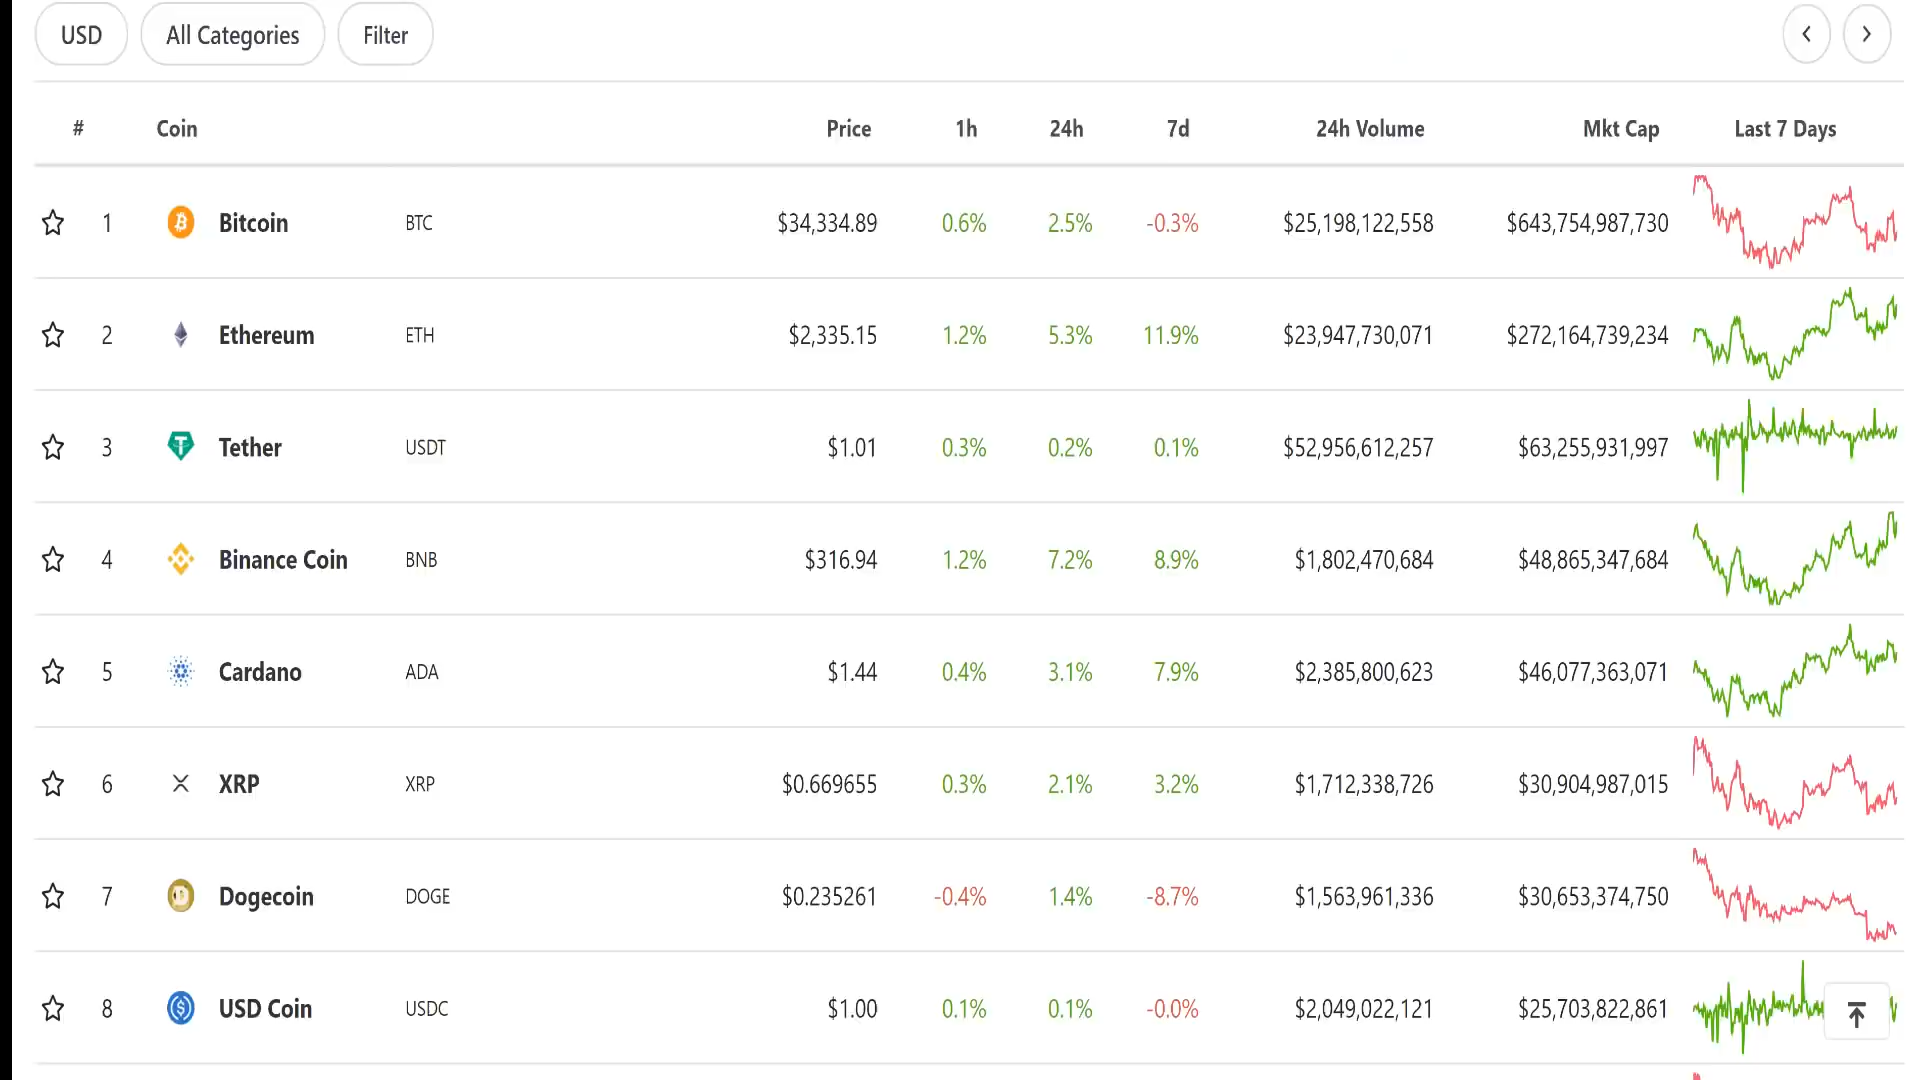 USD All Categories Filter
# Coin Price 1h 24h 7d 24h Volume Mkt Cap Last 7 Days
1 Bitcoin BTC $34,334.89 0.6% 2.5% -0.3% $25,198,122,558 $643,754,987,730
2 Ethereum ETH $2,335.15 1.2% 5.3% 11.9% $23,947,730,071 $272,164,739,234
3 Tether USDT $1.01 0.3% 0.2% 0.1% $52,956,612,257 $63,255,931,997
4 Binance Coin BNB $316.94 1.2% 7.2% 8.9% $1,802,470,684 $48,865,347,684
5 Cardano ADA $1.44 0.4% 3.1% 7.9% $2,385,800,623 $46,077,363,071
6 XRP XRP $0.669655 0.3% 2.1% 3.2% $1,712,338,726 $30,904,987,015
7 Dogecoin DOGE $0.235261 -0.4% 1.4% -8.7% $1,563,961,336 $30,653,374,750
8 USD Coin USDC $1.00 0.1% 0.1% -0.0% $2,049,022,121 $25,703,822,861